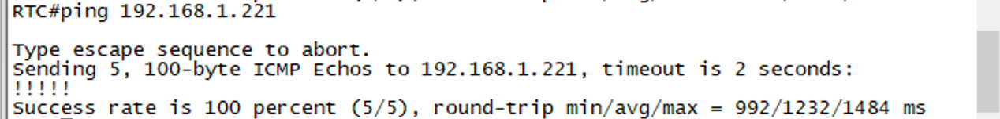 RTC#ping 192.168.1.221
Type escape sequence to abort.
Sending 5, 100-byte ICMP Echos to 192.168.1.221, timeout is 2 seconds:
!!!!!
Success rate is 100 percent (5/5), round-trip min/avg/max = 992/1232/1484 ms